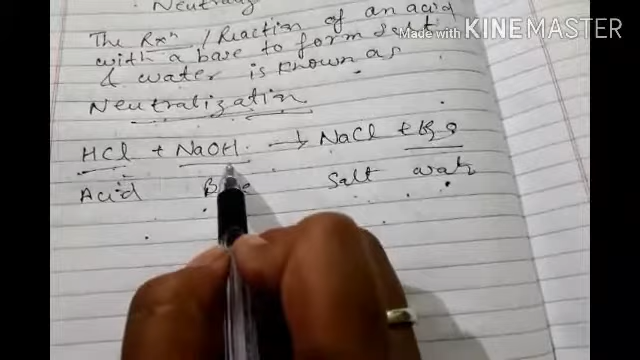 Neutraliz
The Rxn / Reaction of an acid
with a base to form salt
& water is known as
Neutralization
HCl + NaOH → NaCl + H2O
Acid Base Salt water
Made with KINEMASTER